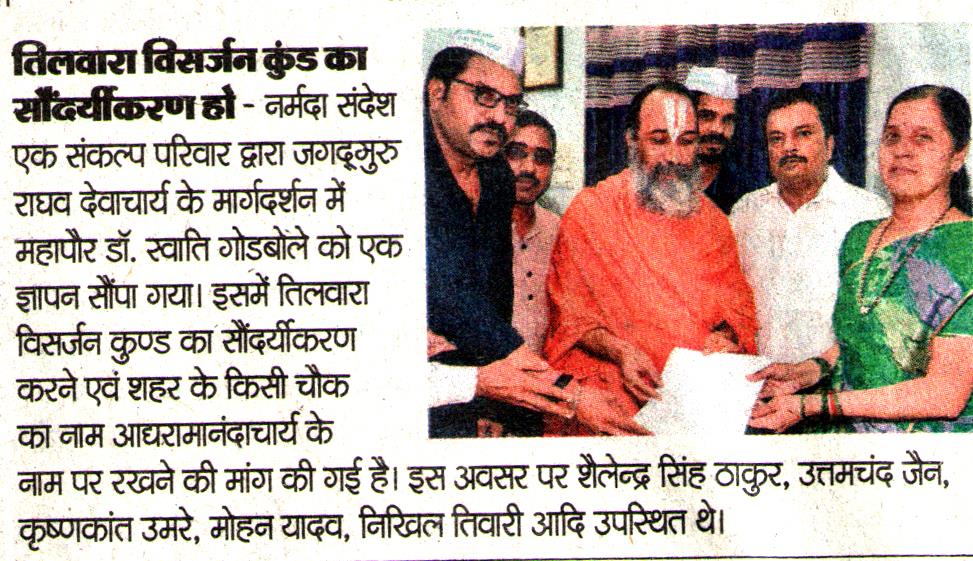 तिलवारा विसर्जन कुंड का
सौंदर्यीकरण हो - नर्मदा संदेश
एक संकल्प परिवार द्वारा जगद्गुरु
राघव देवाचार्य के मार्गदर्शन में
महापौर डॉ. स्वाति गोडबोले को एक
ज्ञापन सौंपा गया। इसमें तिलवारा
विसर्जन कुण्ड का सौंदर्यीकरण
करने एवं शहर के किसी चौक
का नाम आद्यरामानंदाचार्य के
नाम पर रखने की मांग की गई है। इस अवसर पर शैलेन्द्र सिंह ठाकुर, उत्तमचंद जैन,
कृष्णकांत उमरे, मोहन यादव, निखिल तिवारी आदि उपस्थित थे।